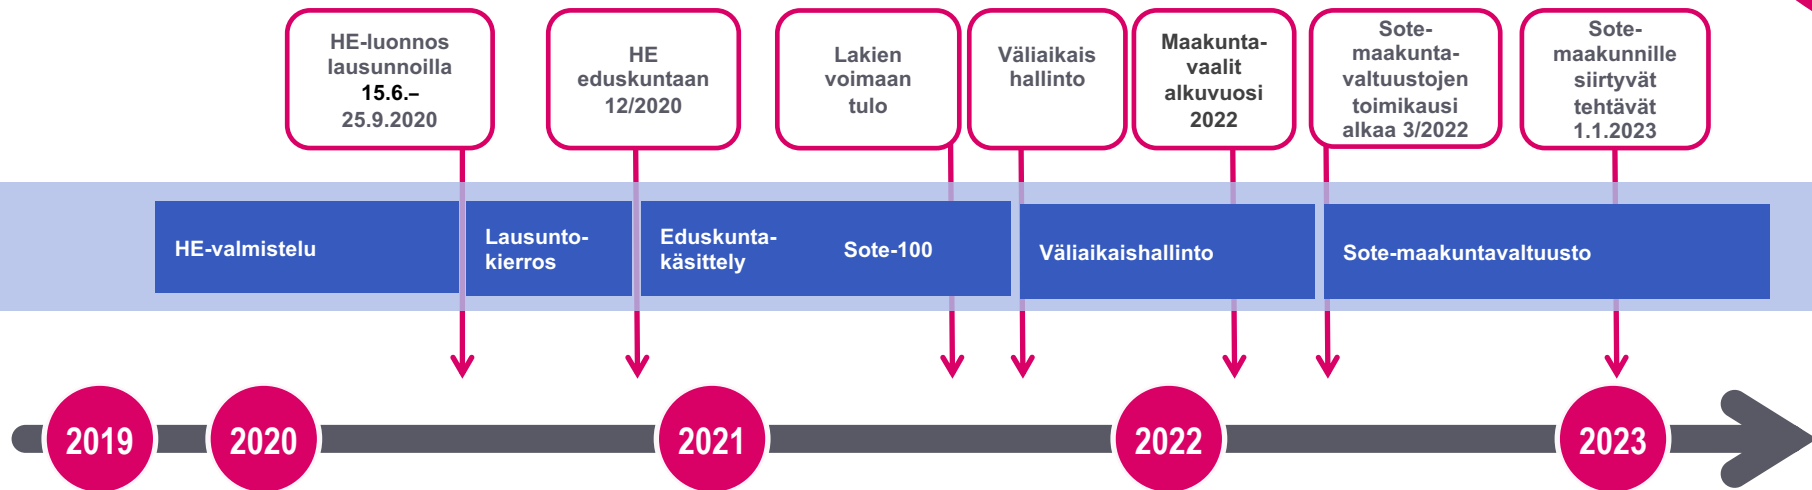 HE-luonnos
lausunnoilla
15.6.–
25.9.2020
HE
eduskuntaan
12/2020
Lakien
voimaan
tulo
Väliaikais
hallinto
Maakunta-
vaalit
alkuvuosi
2022
Sote-
maakunta-
valtuustojen
toimikausi
alkaa 3/2022
Sote-
maakunnille
siirtyvät
tehtävät
1.1.2023
HE-valmistelu
Lausunto-
kierros
Eduskunta-
käsittely
Sote-100
Väliaikaishallinto
Sote-maakuntavaltuusto
2019
2020
2021
2022
2023